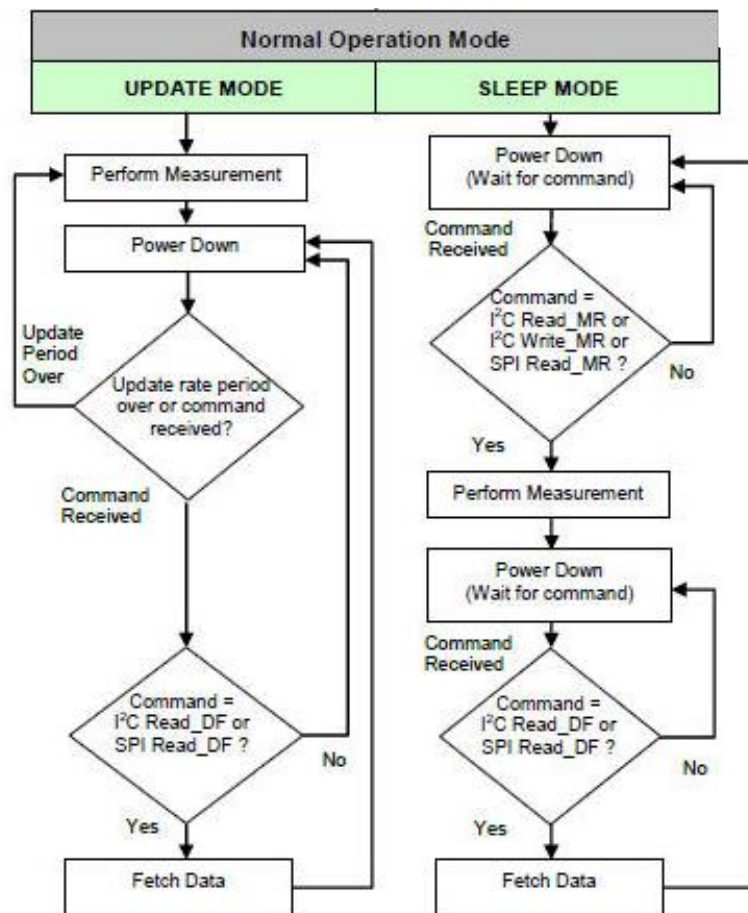 Normal Operation Mode
UPDATE MODE
SLEEP MODE
Perform Measurement
Power Down
Update
Period
Over
Update rate period
over or command
received?
Command
Received
Command =
I²C Read_DF or
SPI Read_DF ?
No
Yes
Fetch Data
Power Down
(Wait for command)
Command
Received
Command =
I²C Read_MR or
I²C Write_MR or
SPI Read_MR ?
No
Yes
Perform Measurement
Power Down
(Wait for command)
Command
Received
Command =
I²C Read_DF or
SPI Read_DF ?
No
Yes
Fetch Data